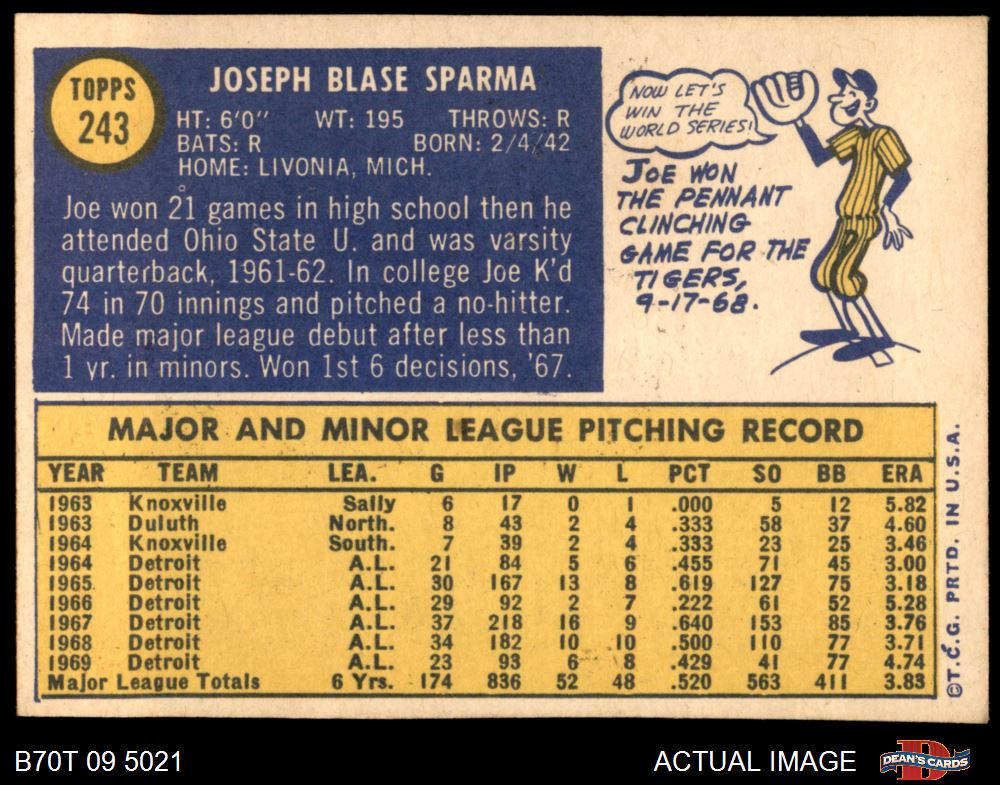 TOPPS
243
JOSEPH BLASE SPARMA
HT: 6'0" WT: 195 THROWS: R
BATS: R BORN: 2/4/42
HOME: LIVONIA, MICH.
Joe won 21 games in high school then he
attended Ohio State U. and was varsity
quarterback, 1961-62. In college Joe K'd
74 in 70 innings and pitched a no-hitter.
Made major league debut after less than
1 yr. in minors. Won 1st 6 decisions, '67.
NOW LET'S
WIN THE
WORLD SERIES!
JOE WON
THE PENNANT
CLINCHING
GAME FOR THE
TIGERS,
9-17-68.
MAJOR AND MINOR LEAGUE PITCHING RECORD
YEAR TEAM LEA. G IP W L PCT SO BB ERA
1963 Knoxville Sally 6 17 0 1 .000 5 12 5.82
1963 Duluth North. 8 43 2 4 .333 58 37 4.60
1964 Knoxville South. 7 39 2 4 .333 23 25 3.46
1964 Detroit A.L. 21 84 5 6 .455 71 45 3.00
1965 Detroit A.L. 30 167 13 8 .619 127 75 3.18
1966 Detroit A.L. 29 92 2 7 .222 61 52 5.28
1967 Detroit A.L. 37 218 16 9 .640 153 85 3.76
1968 Detroit A.L. 34 182 10 10 .500 110 77 3.71
1969 Detroit A.L. 23 93 6 8 .429 41 77 4.74
Major League Totals 6 Yrs. 174 836 52 48 .520 563 411 3.83
©T.C.G. PRTD. IN U.S.A.
B70T 09 5021
ACTUAL IMAGE
DEAN'S CARDS